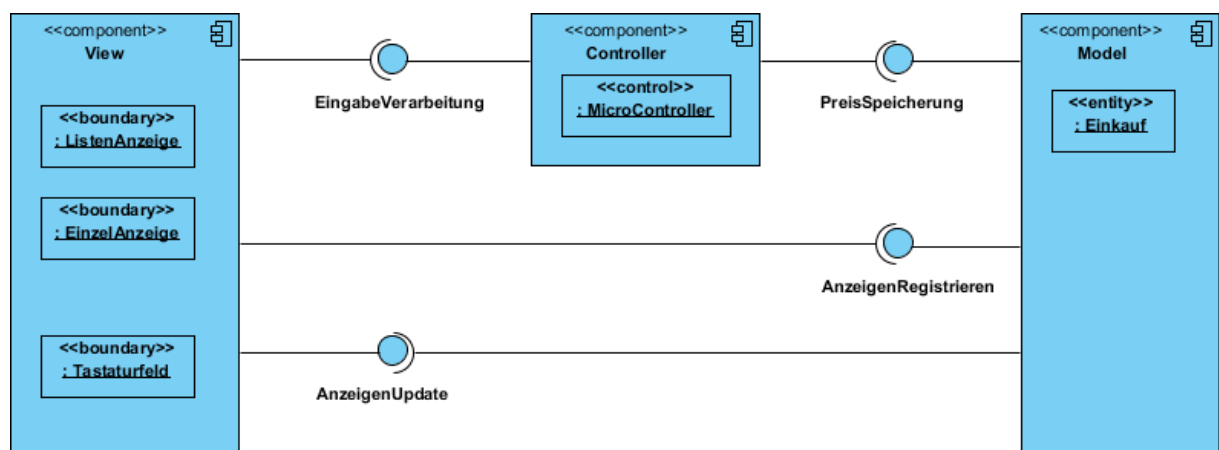 <<component>>
View
<<boundary>>
: ListenAnzeige
<<boundary>>
: EinzelAnzeige
<<boundary>>
: Tastaturfeld
EingabeVerarbeitung
<<component>>
Controller
<<control>>
: MicroController
PreisSpeicherung
<<component>>
Model
<<entity>>
: Einkauf
AnzeigenRegistrieren
AnzeigenUpdate